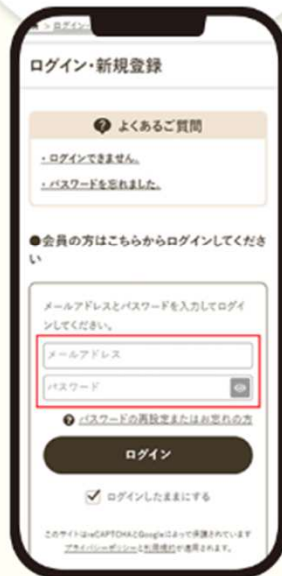 > ログイン・
ログイン・新規登録
? よくあるご質問
・ログインできません。
・パスワードを忘れました。
●会員の方はこちらからログインしてくださ
い
メールアドレスとパスワードを入力してログイ
ンしてください。
メールアドレス
パスワード
? パスワードの再設定またはお忘れの方
ログイン
ログインしたままにする
このサイトはreCAPTCHAとGoogleによって保護されています
プライバシーポリシーと利用規約が適用されます。